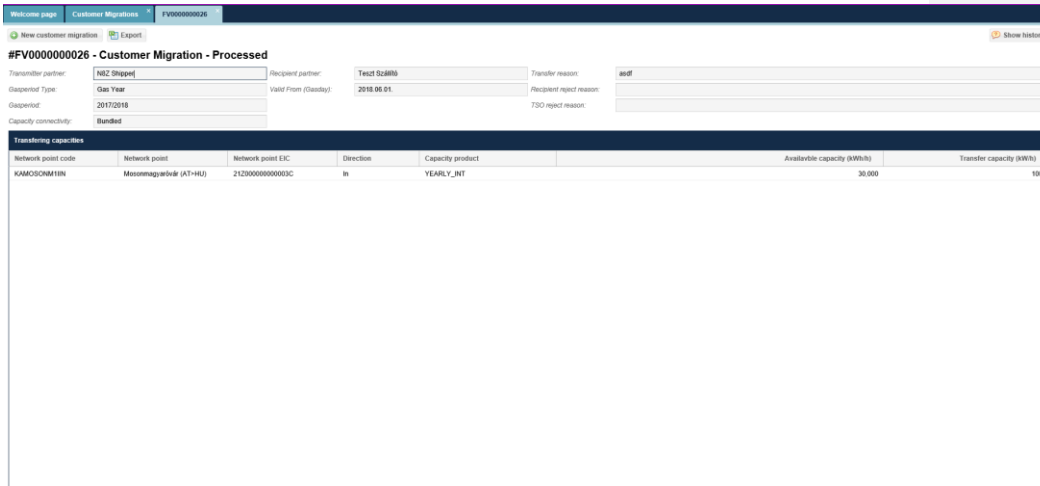 Welcome page Customer Migrations FV0000000026
New customer migration Export Show histor
#FV0000000026 - Customer Migration - Processed
Transmitter partner: NBZ Shipper Recipient partner: Teszt Szállító Transfer reason: asdf
Gasperiod Type: Gas Year Valid From (Gasday): 2018.06.01. Recipient reject reason:
Gasperiod: 2017/2018 TSO reject reason:
Capacity connectivity: Bundled
Transfering capacities
Network point code Network point Network point EIC Direction Capacity product Availavble capacity (kWh/h) Transfer capacity (kW/h)
KAMOSONM1IIN Mosonmagyaróvár (AT>HU) 21Z000000000003C In YEARLY_INT 30,000